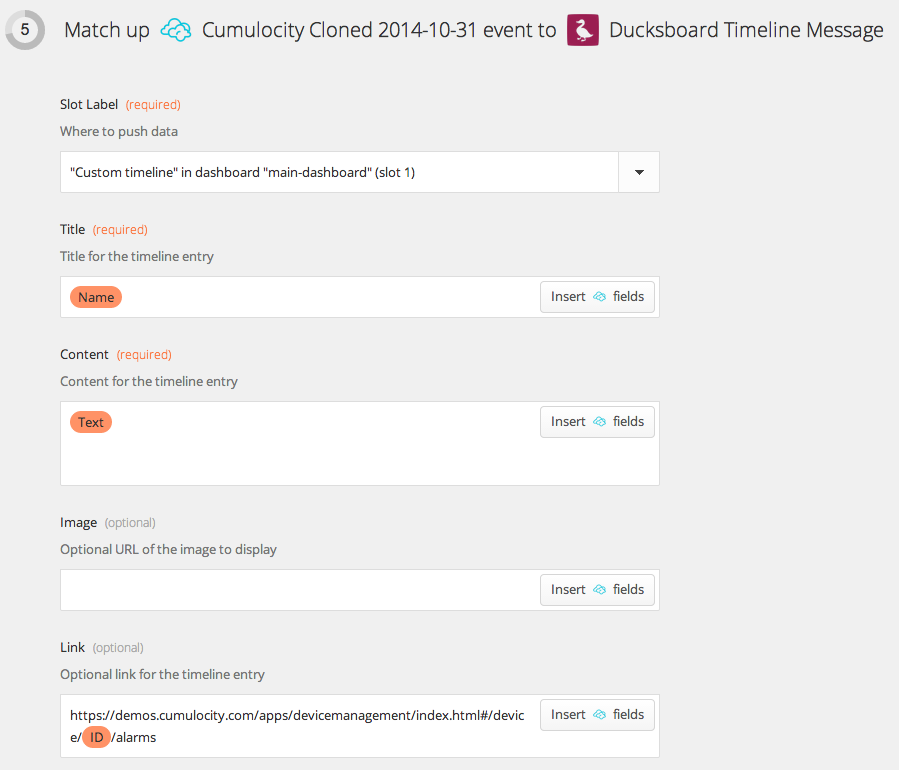 5 Match up Cumulocity Cloned 2014-10-31 event to Ducksboard Timeline Message
Slot Label (required)
Where to push data
"Custom timeline" in dashboard "main-dashboard" (slot 1)
Title (required)
Title for the timeline entry
Name Insert fields
Content (required)
Content for the timeline entry
Text Insert fields
Image (optional)
Optional URL of the image to display
Insert fields
Link (optional)
Optional link for the timeline entry
https://demos.cumulocity.com/apps/devicemanagement/index.html#/devic Insert fields
e/ID/alarms